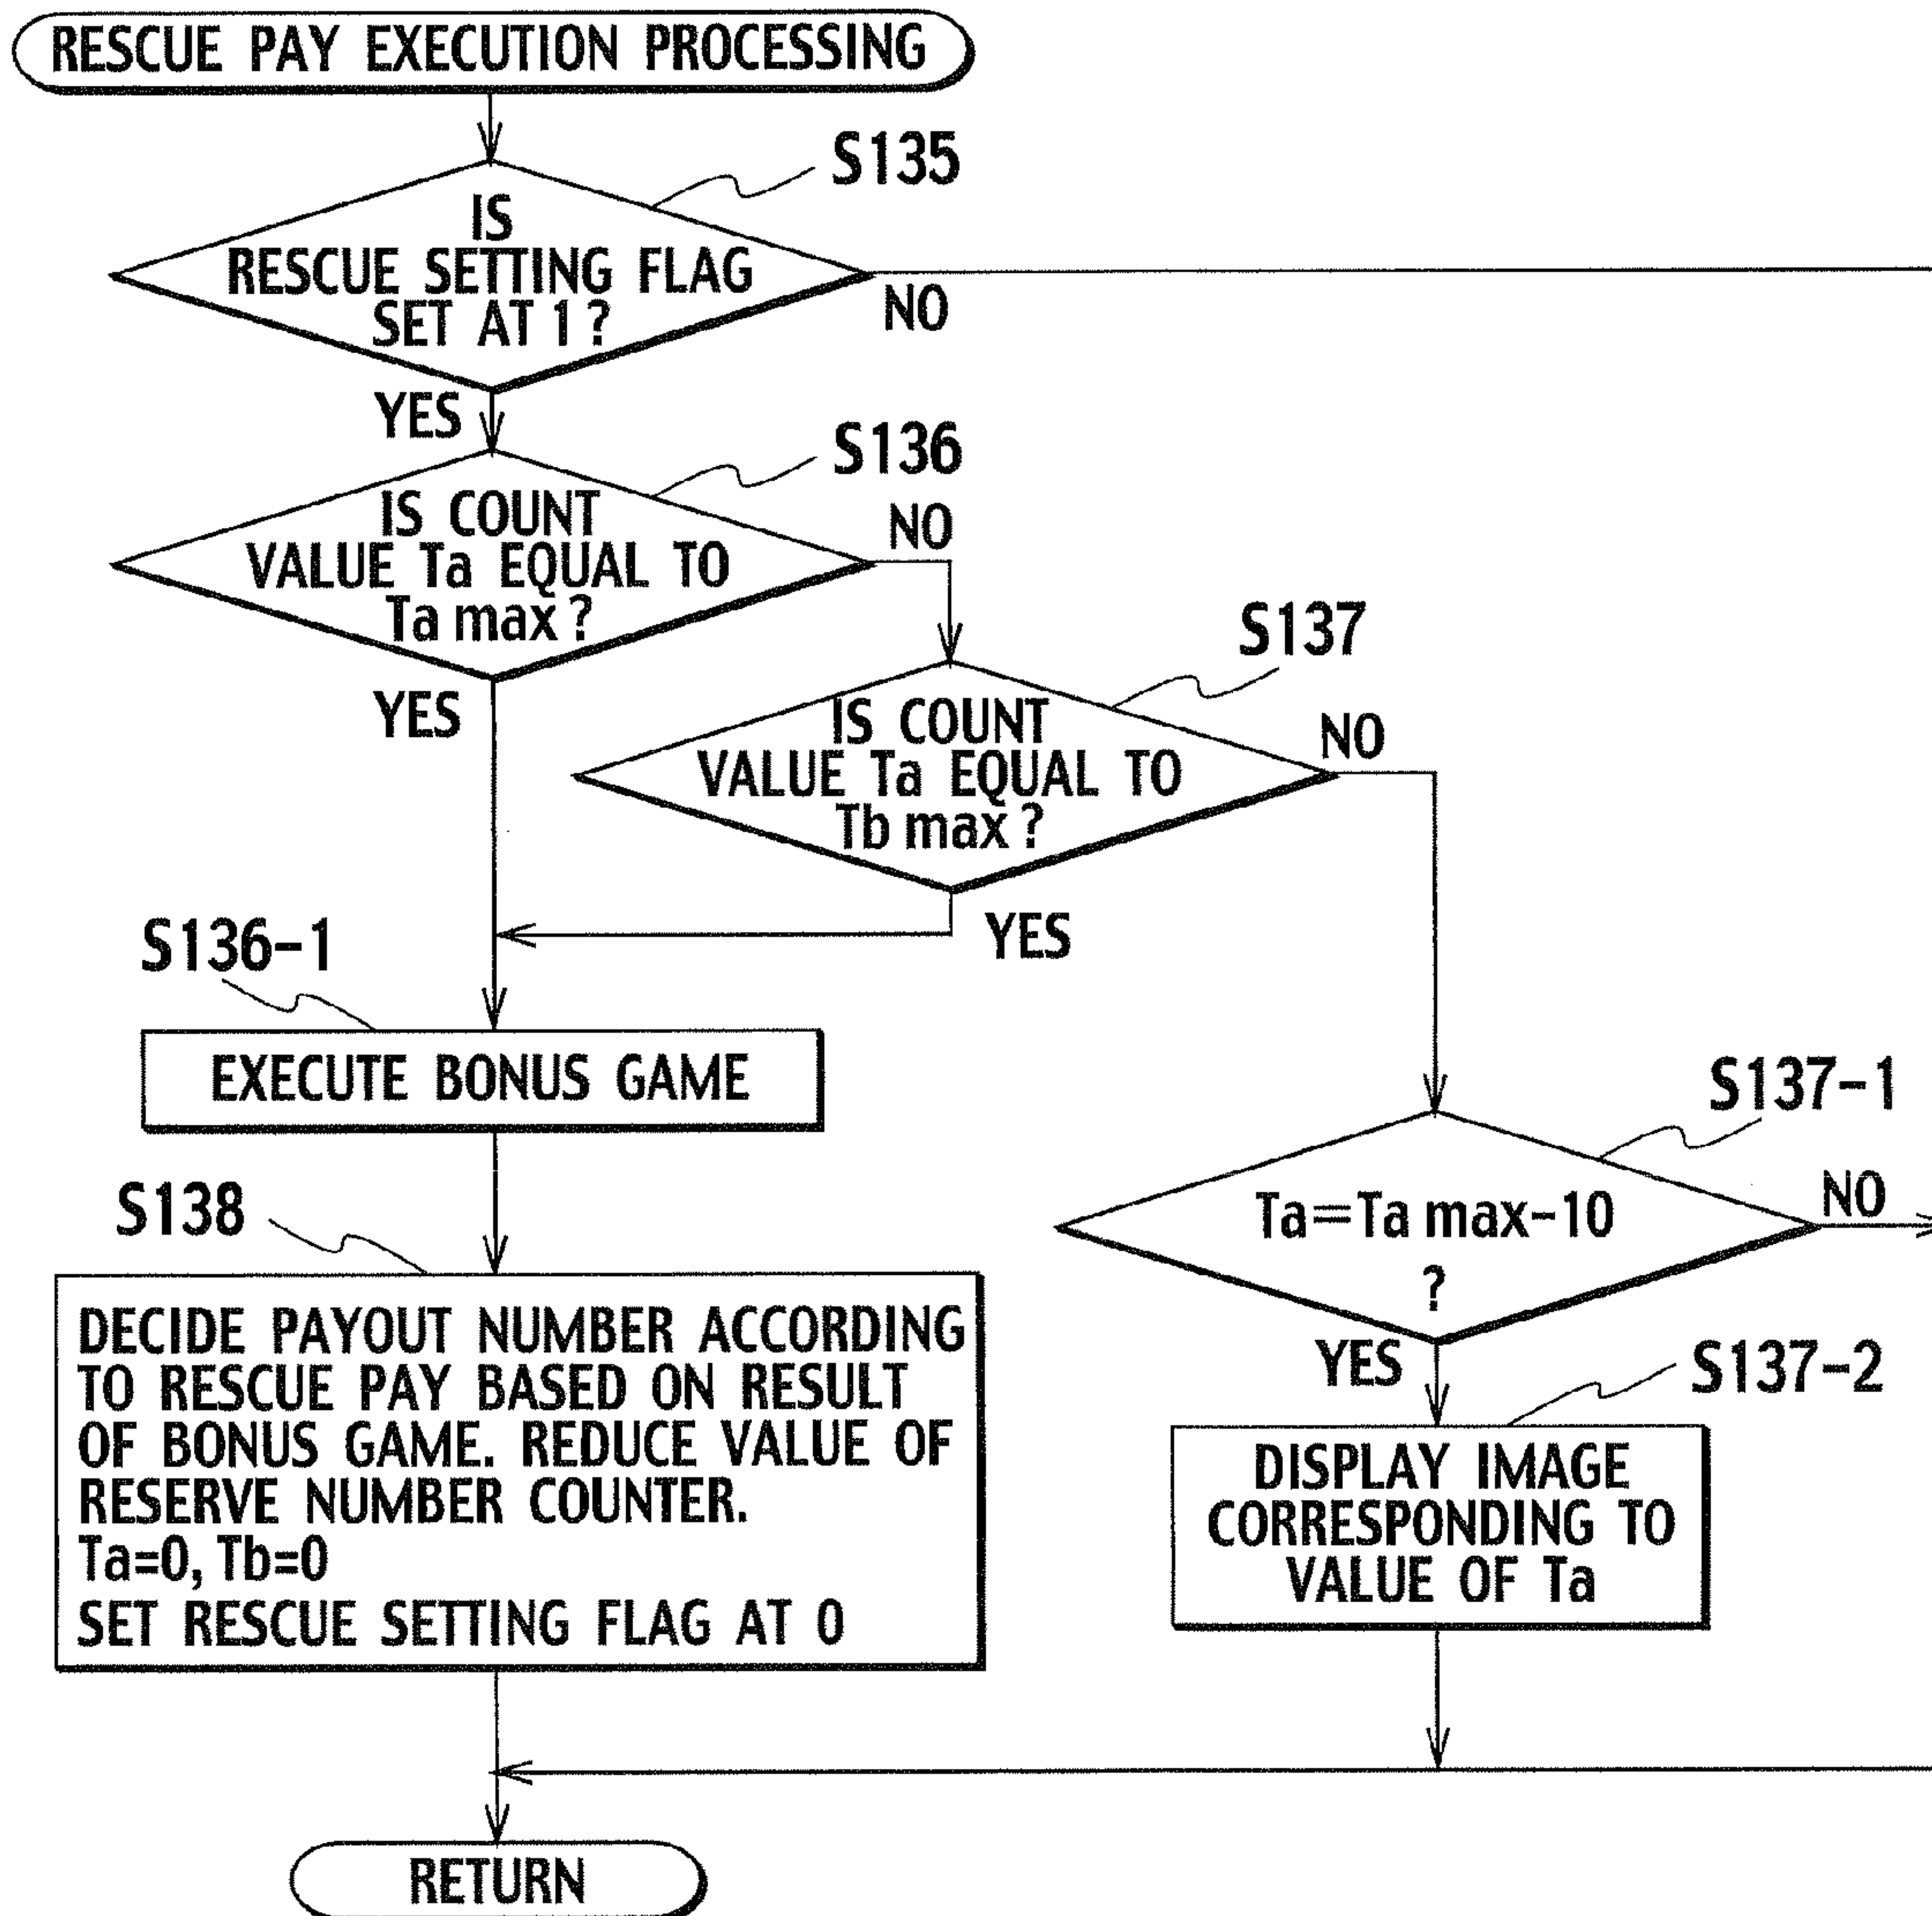 RESCUE PAY EXECUTION PROCESSING
S135
IS
RESCUE SETTING FLAG
SET AT 1?
NO
YES
S136
IS COUNT
VALUE Ta EQUAL TO
Ta max?
NO
YES
S137
IS COUNT
VALUE Ta EQUAL TO
Tb max?
NO
YES
S136-1
EXECUTE BONUS GAME
S137-1
Ta=Ta max-10
?
NO
YES
S138
DECIDE PAYOUT NUMBER ACCORDING
TO RESCUE PAY BASED ON RESULT
OF BONUS GAME. REDUCE VALUE OF
RESERVE NUMBER COUNTER.
Ta=0, Tb=0
SET RESCUE SETTING FLAG AT 0
S137-2
DISPLAY IMAGE
CORRESPONDING TO
VALUE OF Ta
RETURN